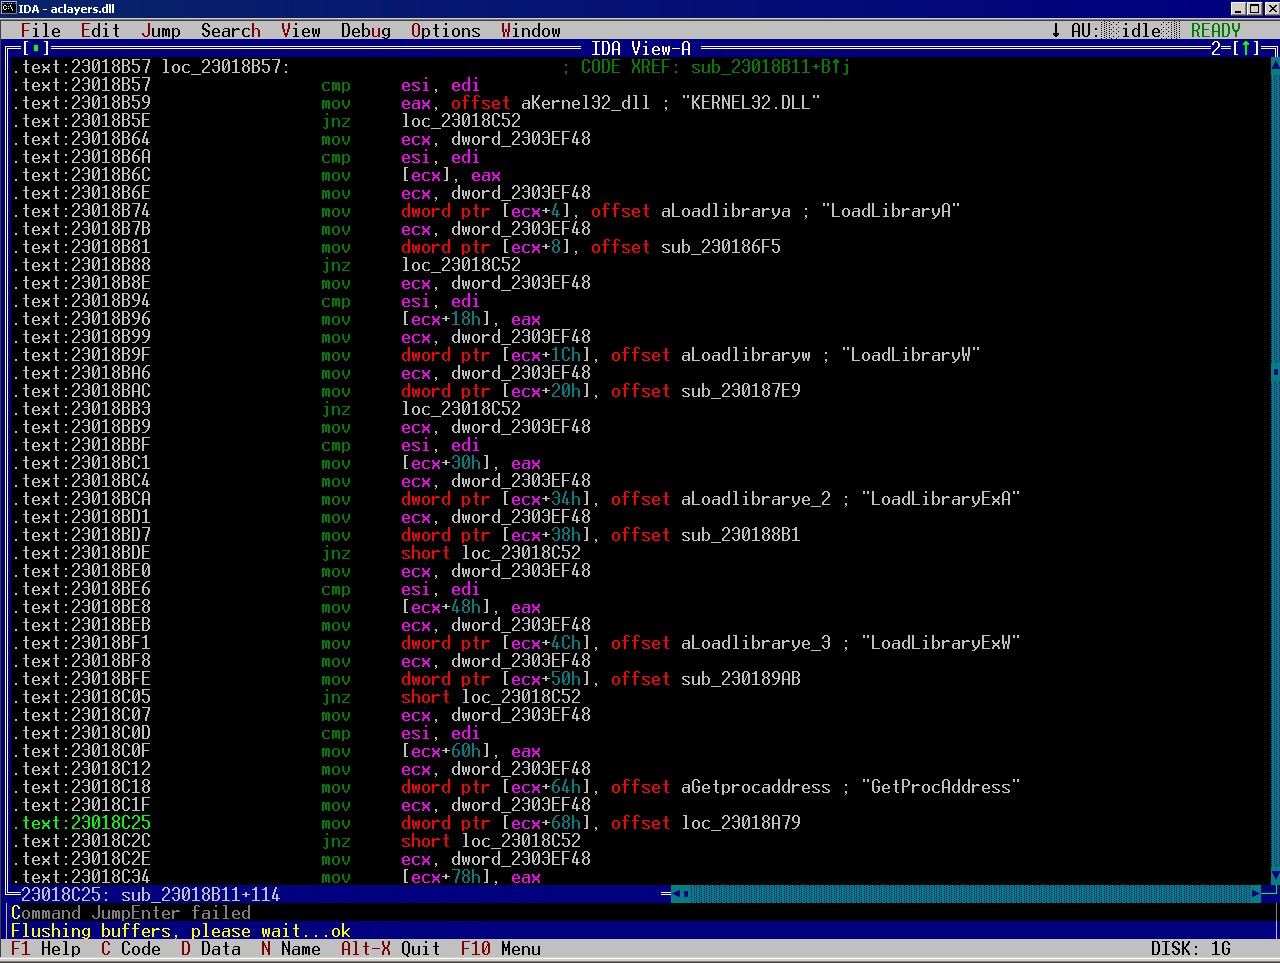 IDA - aclayers.dll
File Edit Jump Search View Debug Options Window ↓ AU: idle READY
[■] IDA View-A 2 [↑]
.text:23018B57 loc_23018B57: ; CODE XREF: sub_23018B11+B↑j
.text:23018B57 cmp esi, edi
.text:23018B59 mov eax, offset aKernel32_dll ; "KERNEL32.DLL"
.text:23018B5E jnz loc_23018C52
.text:23018B64 mov ecx, dword_2303EF48
.text:23018B6A cmp esi, edi
.text:23018B6C mov [ecx], eax
.text:23018B6E mov ecx, dword_2303EF48
.text:23018B74 mov dword ptr [ecx+4], offset aLoadlibrarya ; "LoadLibraryA"
.text:23018B7B mov ecx, dword_2303EF48
.text:23018B81 mov dword ptr [ecx+8], offset sub_230186F5
.text:23018B88 jnz loc_23018C52
.text:23018B8E mov ecx, dword_2303EF48
.text:23018B94 cmp esi, edi
.text:23018B96 mov [ecx+18h], eax
.text:23018B99 mov ecx, dword_2303EF48
.text:23018B9F mov dword ptr [ecx+1Ch], offset aLoadlibraryw ; "LoadLibraryW"
.text:23018BA6 mov ecx, dword_2303EF48
.text:23018BAC mov dword ptr [ecx+20h], offset sub_230187E9
.text:23018BB3 jnz loc_23018C52
.text:23018BB9 mov ecx, dword_2303EF48
.text:23018BBF cmp esi, edi
.text:23018BC1 mov [ecx+30h], eax
.text:23018BC4 mov ecx, dword_2303EF48
.text:23018BCA mov dword ptr [ecx+34h], offset aLoadlibrarye_2 ; "LoadLibraryExA"
.text:23018BD1 mov ecx, dword_2303EF48
.text:23018BD7 mov dword ptr [ecx+38h], offset sub_230188B1
.text:23018BDE jnz short loc_23018C52
.text:23018BE0 mov ecx, dword_2303EF48
.text:23018BE6 cmp esi, edi
.text:23018BE8 mov [ecx+48h], eax
.text:23018BEB mov ecx, dword_2303EF48
.text:23018BF1 mov dword ptr [ecx+4Ch], offset aLoadlibrarye_3 ; "LoadLibraryExW"
.text:23018BF8 mov ecx, dword_2303EF48
.text:23018BFE mov dword ptr [ecx+50h], offset sub_230189AB
.text:23018C05 jnz short loc_23018C52
.text:23018C07 mov ecx, dword_2303EF48
.text:23018C0D cmp esi, edi
.text:23018C0F mov [ecx+60h], eax
.text:23018C12 mov ecx, dword_2303EF48
.text:23018C18 mov dword ptr [ecx+64h], offset aGetprocaddress ; "GetProcAddress"
.text:23018C1F mov ecx, dword_2303EF48
.text:23018C25 mov dword ptr [ecx+68h], offset loc_23018A79
.text:23018C2C jnz short loc_23018C52
.text:23018C2E mov ecx, dword_2303EF48
.text:23018C34 mov [ecx+78h], eax
23018C25: sub_23018B11+114
Command JumpEnter failed
Flushing buffers, please wait...ok
F1 Help C Code D Data N Name Alt-X Quit F10 Menu DISK: 1G